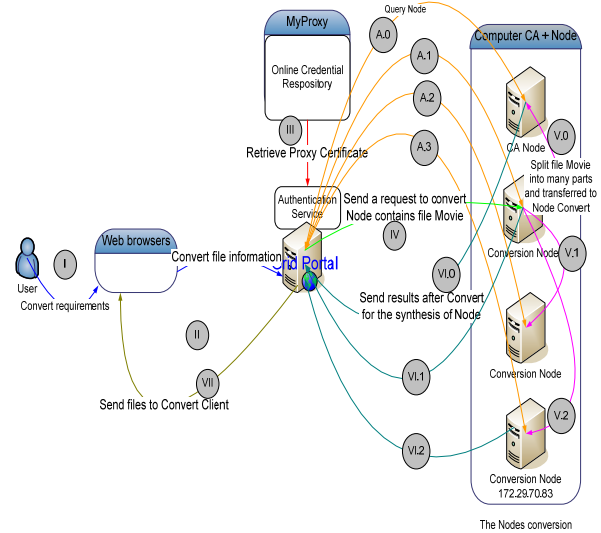 Query Node
MyProxy
A.0
Computer CA + Node
A.1
Online Credential
Respository
A.2
CA Node
V.0
III
A.3
Retrieve Proxy Certificate
Split file Movie
into many parts
and transferred to
Node Convert
Authentication
Service
Send a request to convert
Node contains file Movie
IV
Web browsers
Convert file information
Grid Portal
Conversion Node
V.1
I
User
VI.0
Convert requirements
Send results after Convert
for the synthesis of Node
II
VII
VI.1
Conversion Node
Send files to Convert Client
V.2
VI.2
Conversion Node
172.29.70.83
The Nodes conversion